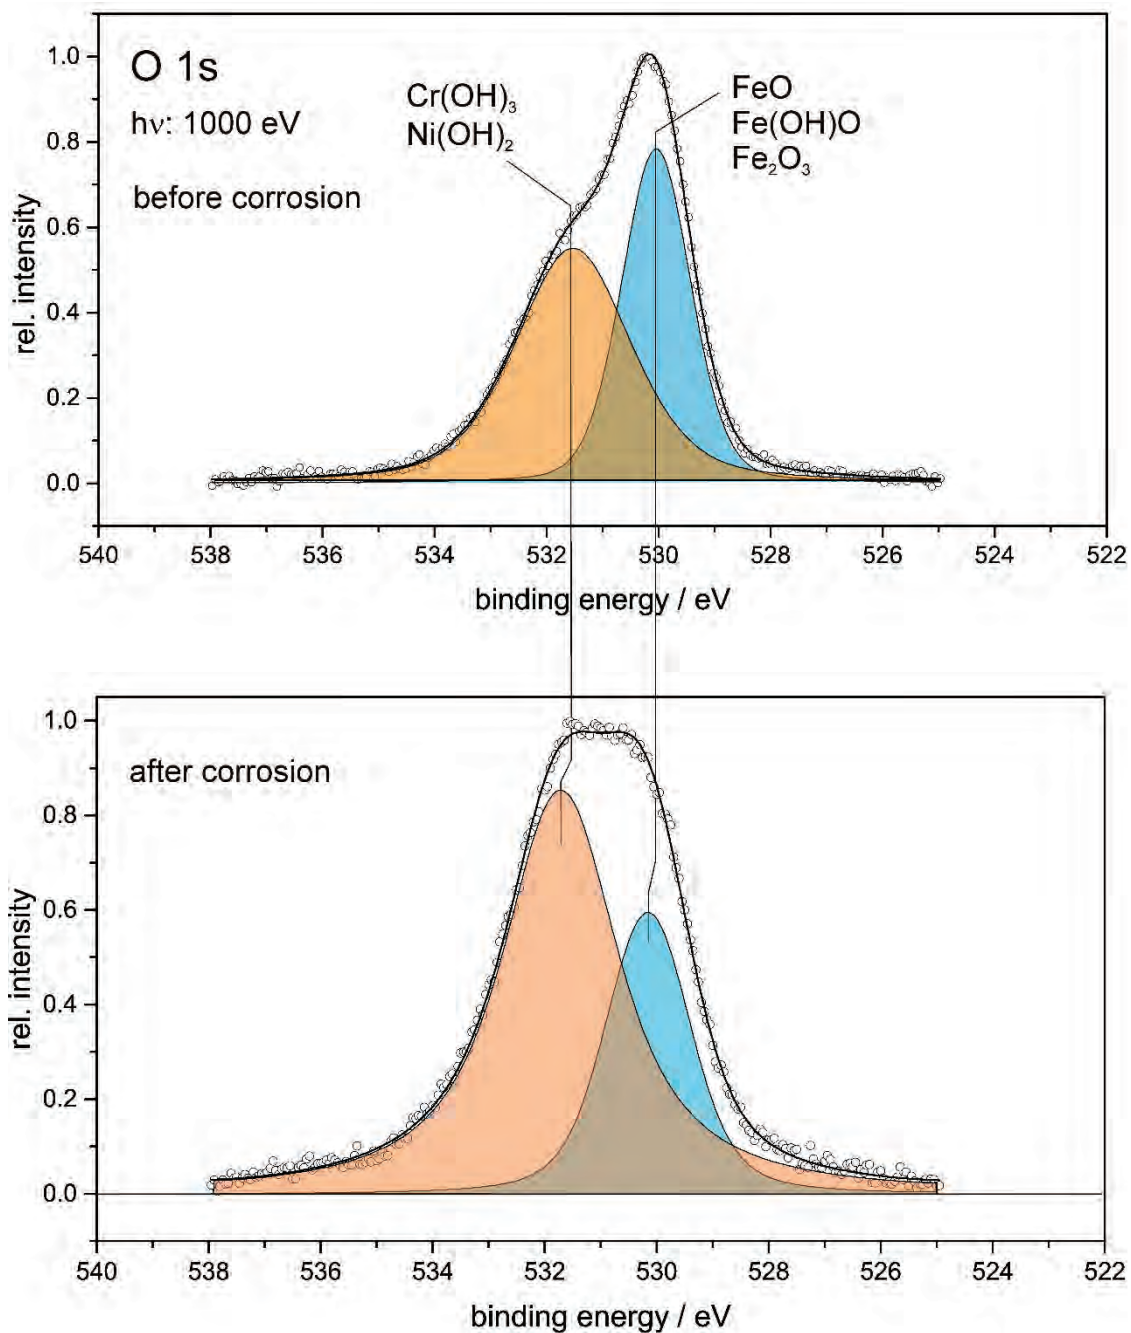 O 1s
hν: 1000 eV
before corrosion
Cr(OH)₃
Ni(OH)₂
FeO
Fe(OH)O
Fe₂O₃
rel. intensity
1.0
0.8
0.6
0.4
0.2
0.0
540 538 536 534 532 530 528 526 524 522
binding energy / eV
after corrosion
rel. intensity
1.0
0.8
0.6
0.4
0.2
0.0
540 538 536 534 532 530 528 526 524 522
binding energy / eV